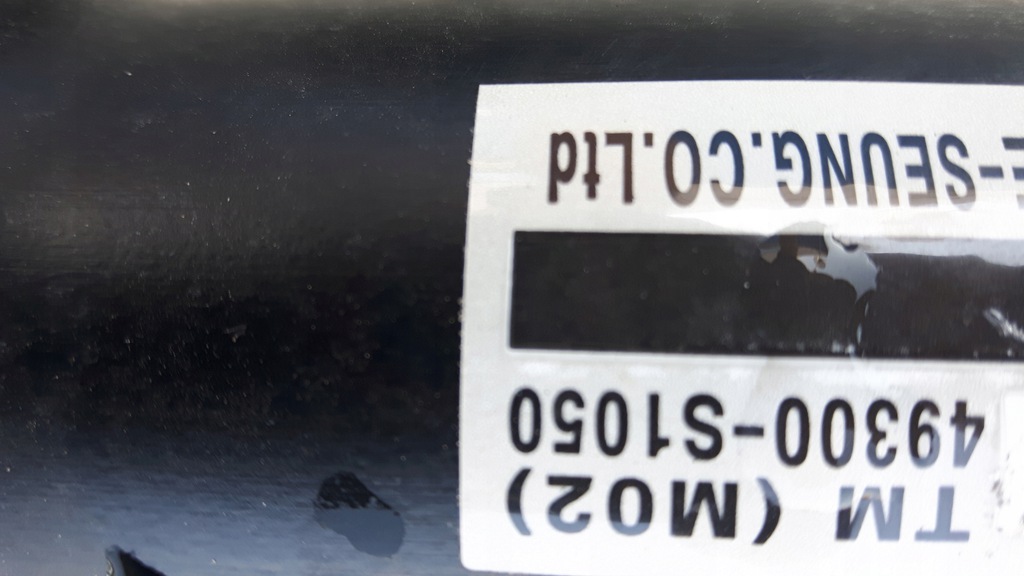 TM (M02)
49300-S1050
E-SEUNG.CO.Ltd